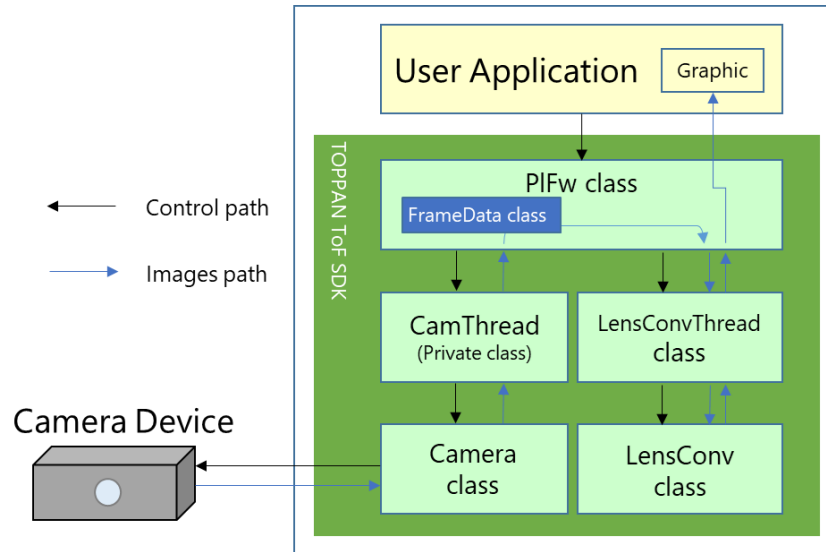 User Application
Graphic
TOPPAN ToF SDK
PlFw class
FrameData class
Control path
Images path
CamThread
(Private class)
LensConvThread
class
Camera Device
Camera
class
LensConv
class